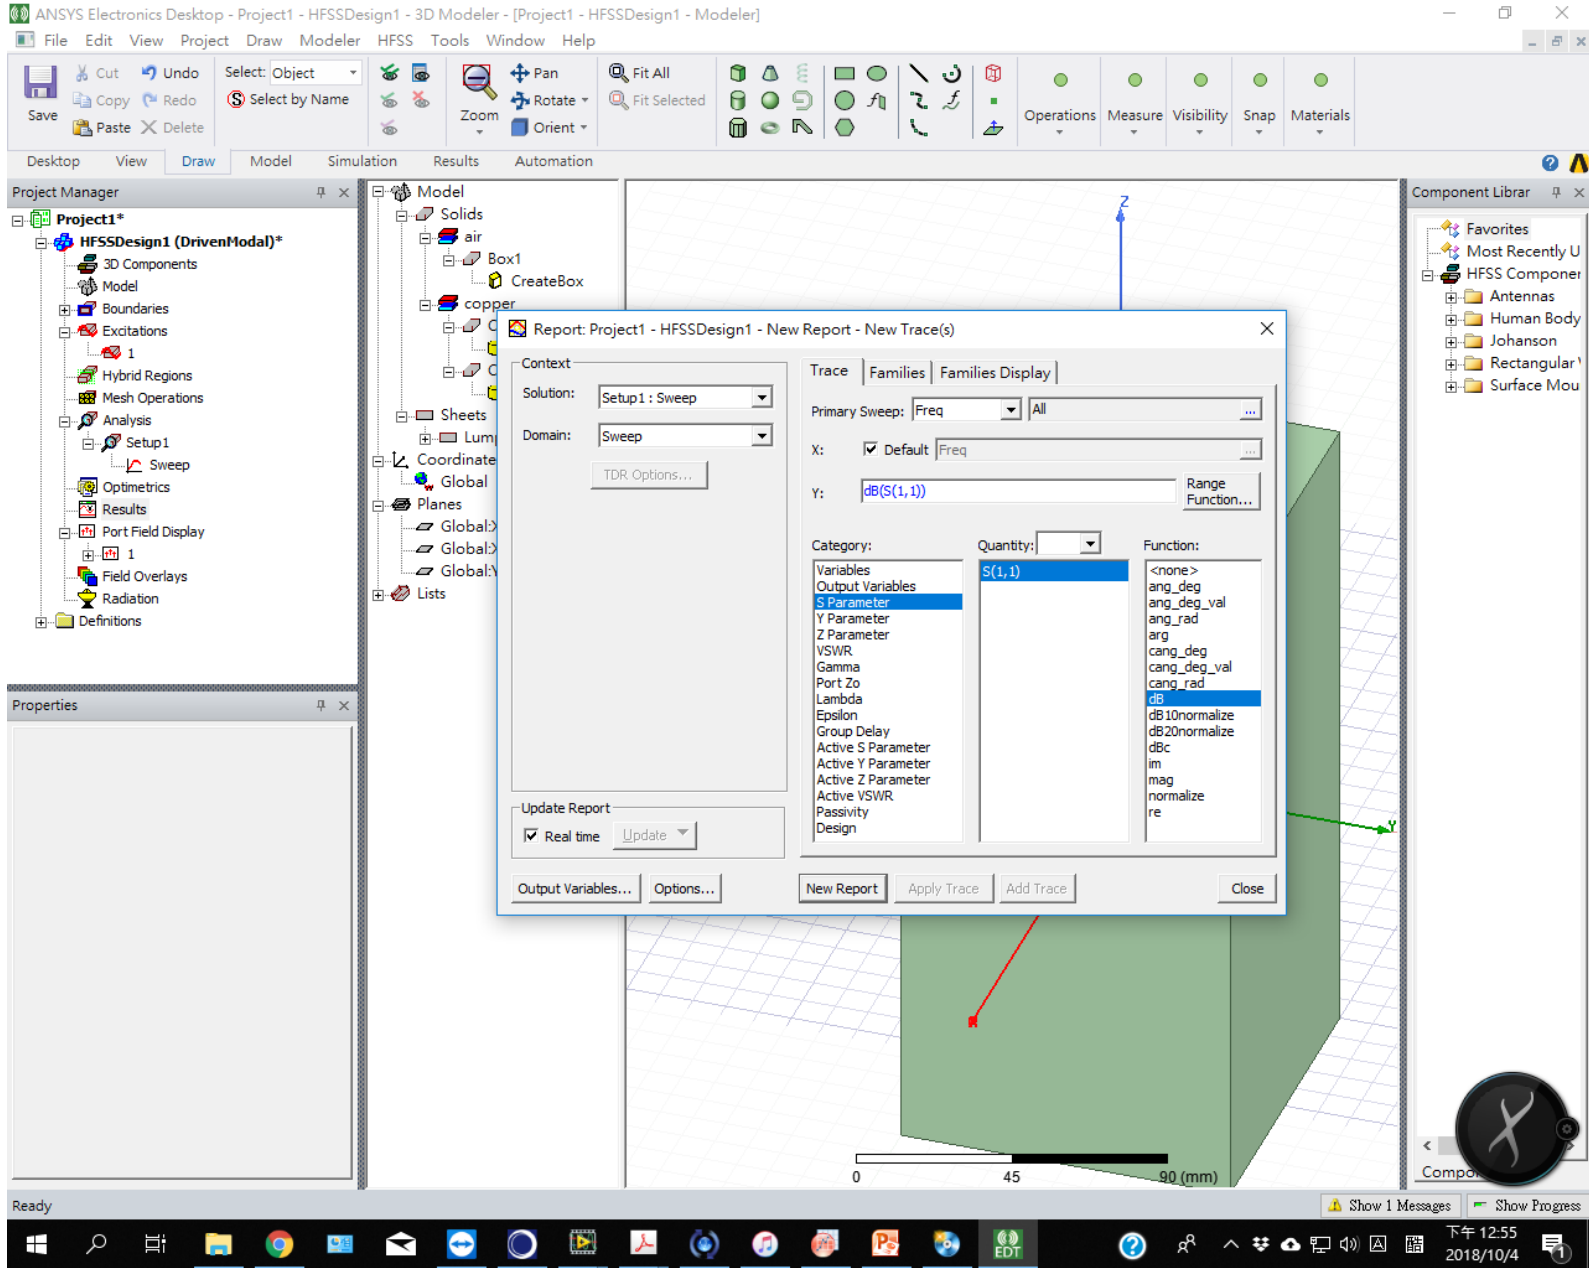 ANSYS Electronics Desktop - Project1 - HFSSDesign1 - 3D Modeler - [Project1 - HFSSDesign1 - Modeler]
File Edit View Project Draw Modeler HFSS Tools Window Help
Save
Cut
Copy
Paste
Undo
Redo
Delete
Select: Object
Select by Name
Zoom
Pan
Rotate
Orient
Fit All
Fit Selected
Operations
Measure
Visibility
Snap
Materials
Desktop View Draw Model Simulation Results Automation
Project Manager
Project1*
HFSSDesign1 (DrivenModal)*
3D Components
Model
Boundaries
Excitations
1
Hybrid Regions
Mesh Operations
Analysis
Setup1
Sweep
Optimetrics
Results
Port Field Display
1
Field Overlays
Radiation
Definitions
Properties
Model
Solids
air
Box1
CreateBox
copper
C
C
Sheets
Lum
Coordinate
Global
Planes
Global:X
Global:X
Global:Y
Lists
Z
Y
0 45 90 (mm)
Report: Project1 - HFSSDesign1 - New Report - New Trace(s)
Context
Solution: Setup1 : Sweep
Domain: Sweep
TDR Options...
Update Report
Real time Update
Output Variables... Options...
Trace Families Families Display
Primary Sweep: Freq All ...
X: Default Freq ...
Y: dB(S(1,1)) Range Function...
Category:
Variables
Output Variables
S Parameter
Y Parameter
Z Parameter
VSWR
Gamma
Port Zo
Lambda
Epsilon
Group Delay
Active S Parameter
Active Y Parameter
Active Z Parameter
Active VSWR
Passivity
Design
Quantity:
S(1,1)
Function:
<none>
ang_deg
ang_deg_val
ang_rad
arg
cang_deg
cang_deg_val
cang_rad
dB
dB10normalize
dB20normalize
dBc
im
mag
normalize
re
New Report Apply Trace Add Trace Close
Component Librar
Favorites
Most Recently U
HFSS Componer
Antennas
Human Body
Johanson
Rectangular
Surface Mou
Compo
Ready
Show 1 Messages Show Progress
EDT
下午 12:55
2018/10/4
1